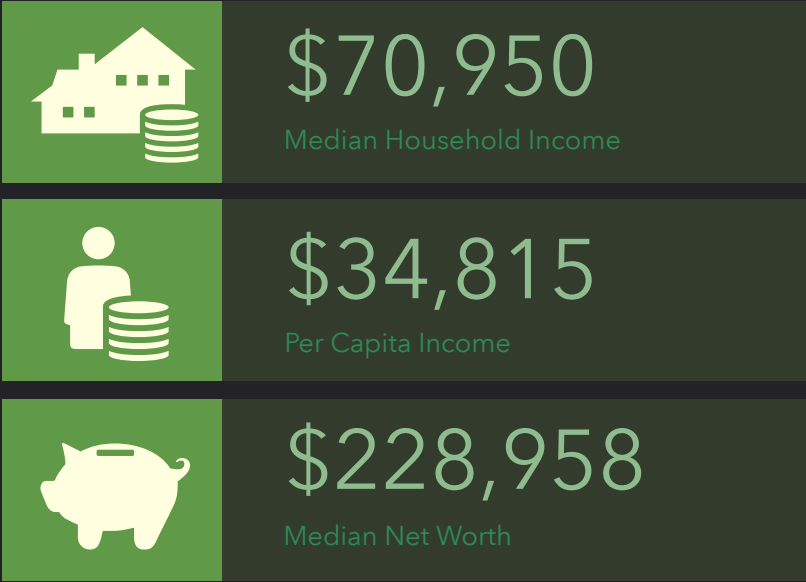 $70,950
Median Household Income
$34,815
Per Capita Income
$228,958
Median Net Worth